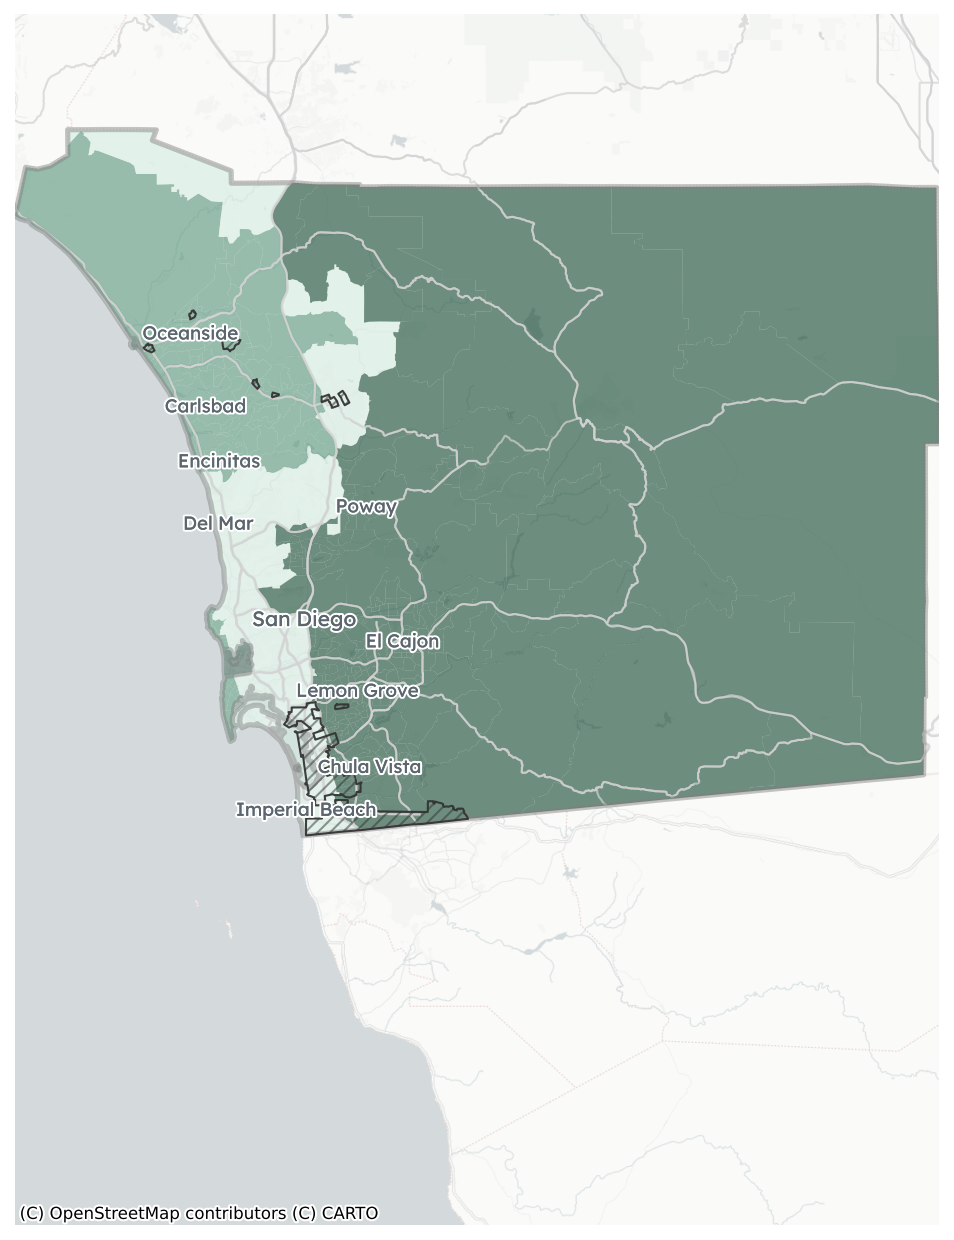 Oceanside
Carlsbad
Encinitas
Poway
Del Mar
San Diego
El Cajon
Lemon Grove
Chula Vista
Imperial Beach
(C) OpenStreetMap contributors (C) CARTO